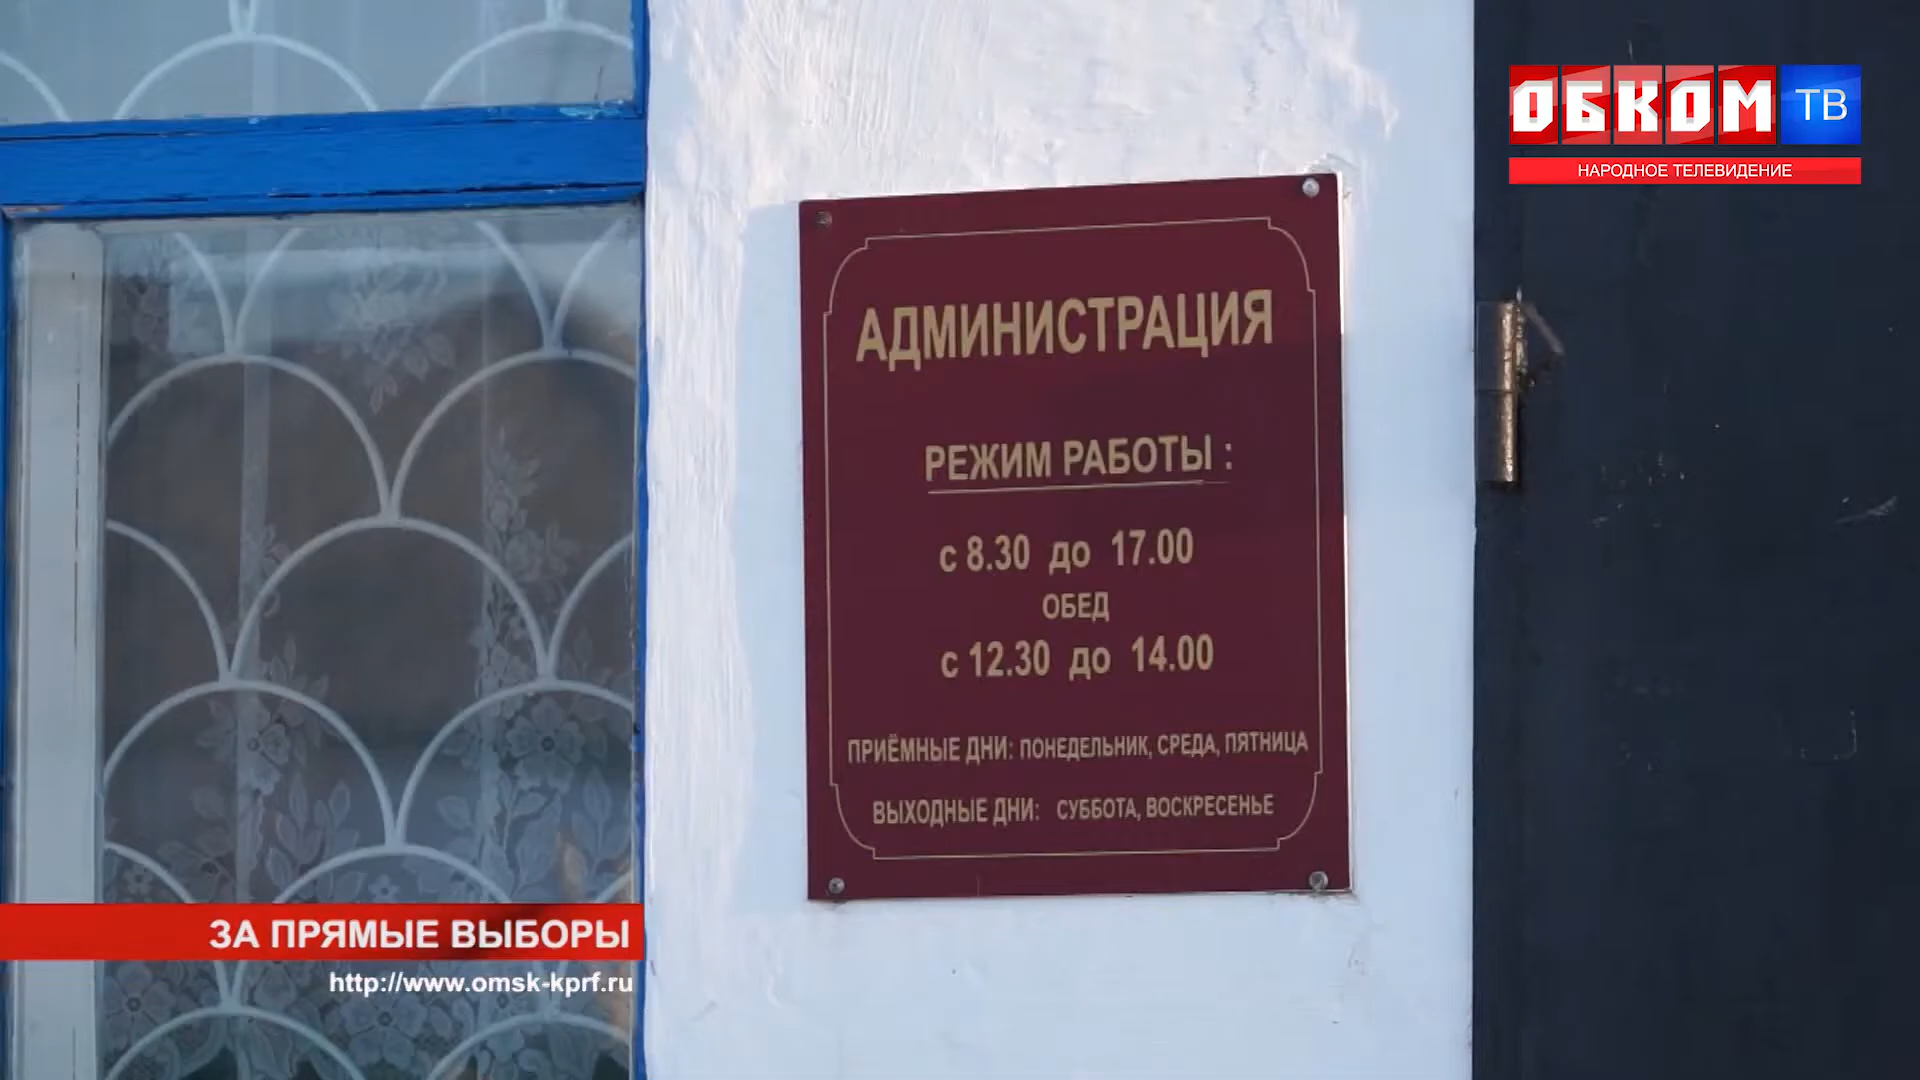 ОБКОМ ТВ
НАРОДНОЕ ТЕЛЕВИДЕНИЕ
АДМИНИСТРАЦИЯ
РЕЖИМ РАБОТЫ :
с 8.30 до 17.00
ОБЕД
с 12.30 до 14.00
ПРИЁМНЫЕ ДНИ: ПОНЕДЕЛЬНИК, СРЕДА, ПЯТНИЦА
ВЫХОДНЫЕ ДНИ: СУББОТА, ВОСКРЕСЕНЬЕ
ЗА ПРЯМЫЕ ВЫБОРЫ
http://www.omsk-kprf.ru